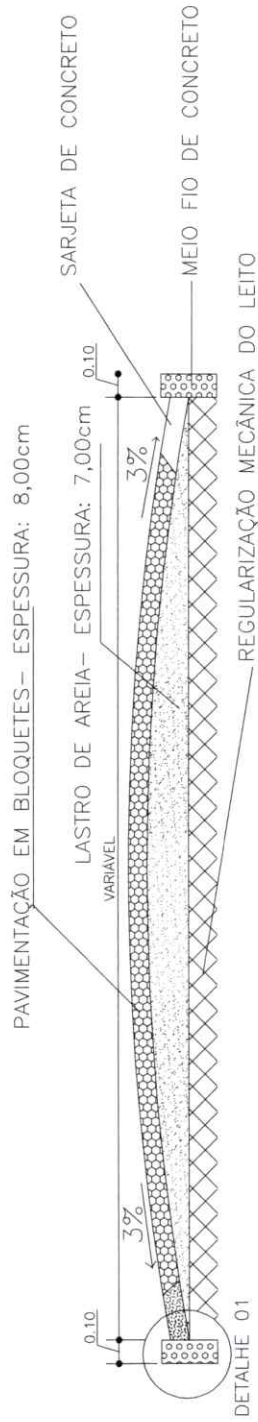 PAVIMENTAÇÃO EM BLOQUETES- ESPESSURA: 8,00cm
LASTRO DE AREIA- ESPESSURA: 7,00cm
VARIÁVEL
0.10
0.10
3%
3%
SARJETA DE CONCRETO
MEIO FIO DE CONCRETO
REGULARIZAÇÃO MECÂNICA DO LEITO
DETALHE 01